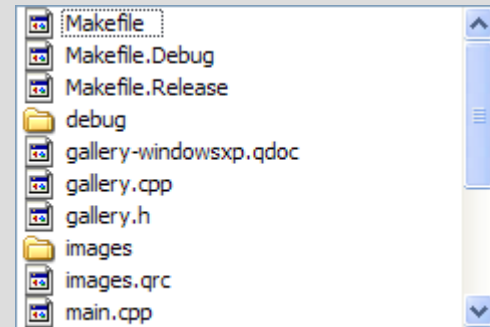 Makefile
Makefile.Debug
Makefile.Release
debug
gallery-windowsxp.qdoc
gallery.cpp
gallery.h
images
images.qrc
main.cpp